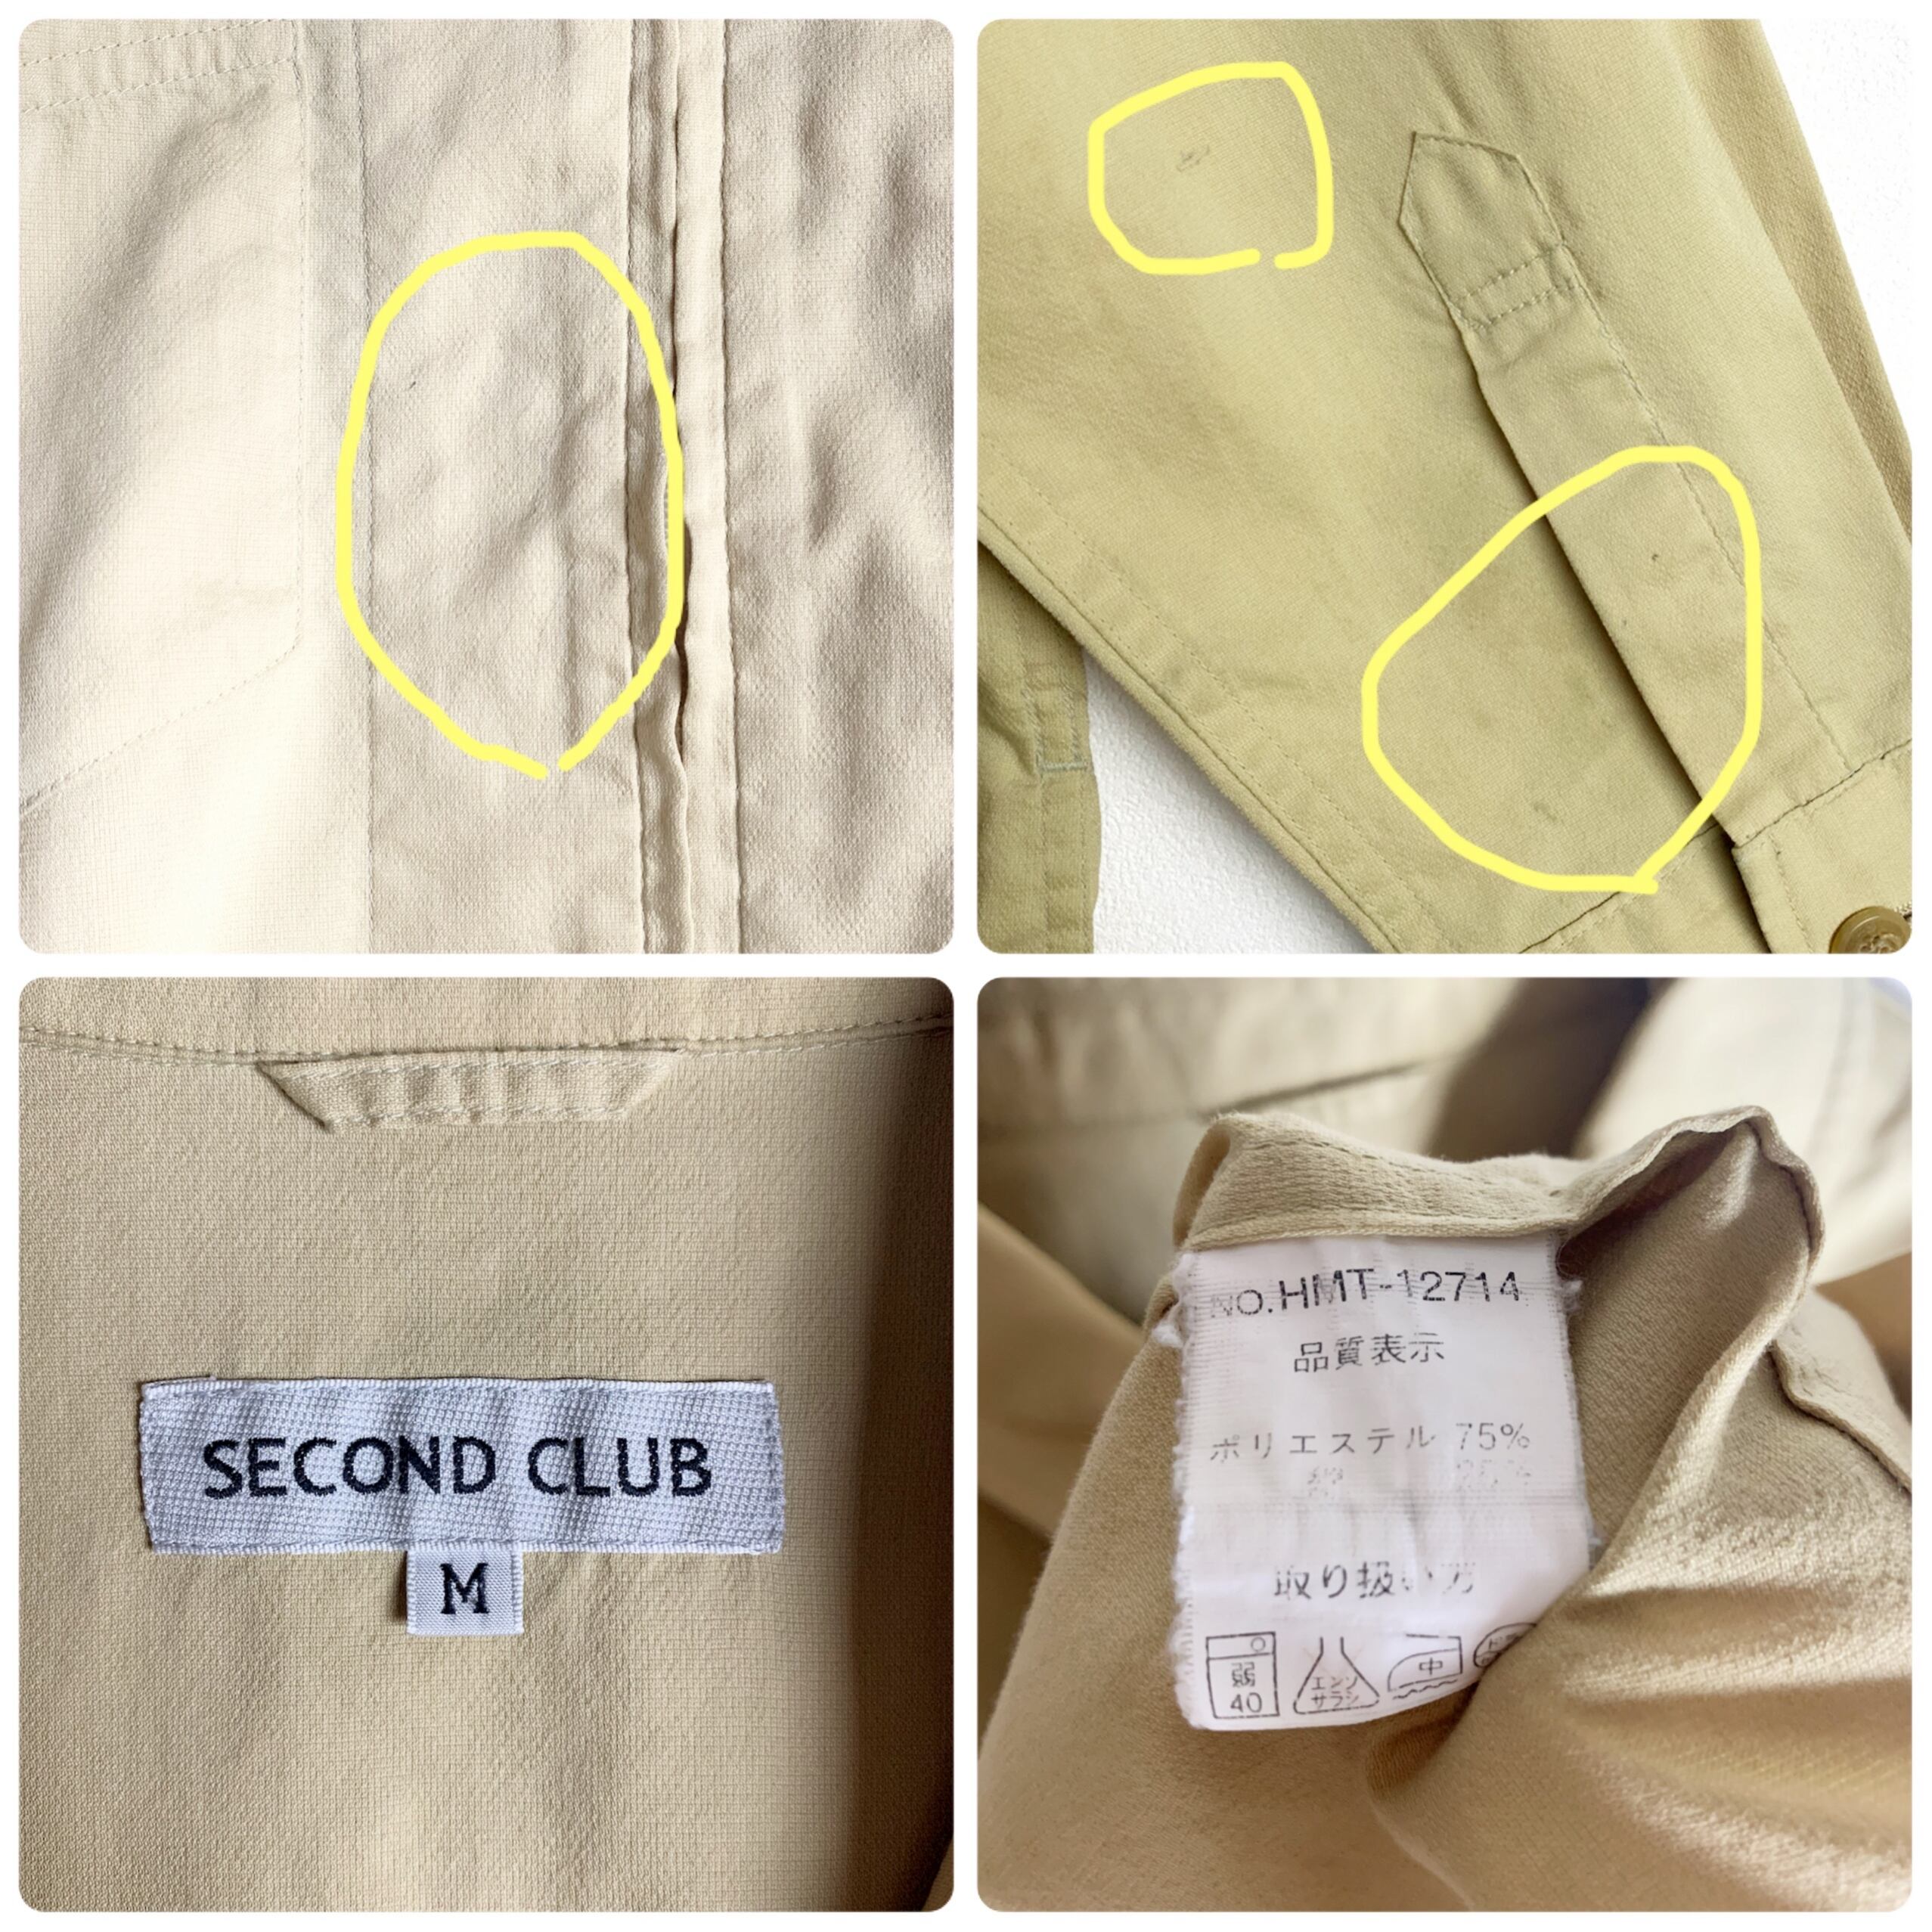 SECOND CLUB
M
NO.HMT-12714
品質表示
ポリエステル 75%
取り扱い方
弱
40
エンソ
サラシ
中